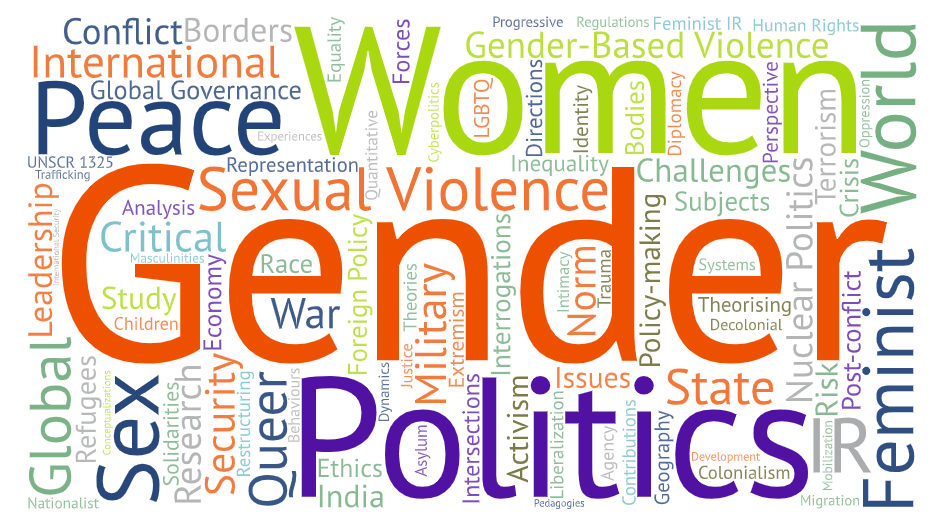 Conflict
Borders
Equality
Forces
Progressive
Regulations
Feminist IR
Human Rights
International
Women
Gender-Based Violence
World
Global Governance
Peace
Experiences
Quantitative
Cyberpolitics
LGBTQ
Directions
Identity
Bodies
Diplomacy
Perspective
Terrorism
Oppression
UNSCR 1325
Trafficking
Representation
Inequality
Challenges
Crisis
Leadership
International Security
Gender
Sexual Violence
Subjects
Nuclear Politics
Analysis
Critical
Masculinities
Study
Children
Economy
Race
War
Foreign Policy
Theories
Military
Justice
Extremism
Interrogations
Intimacy
Norm
Trauma
Policy-making
Systems
Theorising
Decolonial
Post-conflict
Feminist
Global
Refugees
Conceptualizations
Sex
Solidarities
Research
Security
Restructuring
Queer
Behaviours
Politics
Dynamics
Issues
State
Risk
Ethics
India
Asylum
Intersections
Activism
Pedagogies
Liberalization
Agency
Contributions
Geography
Development
Colonialism
IR
Mobilization
Migration
Nationalist